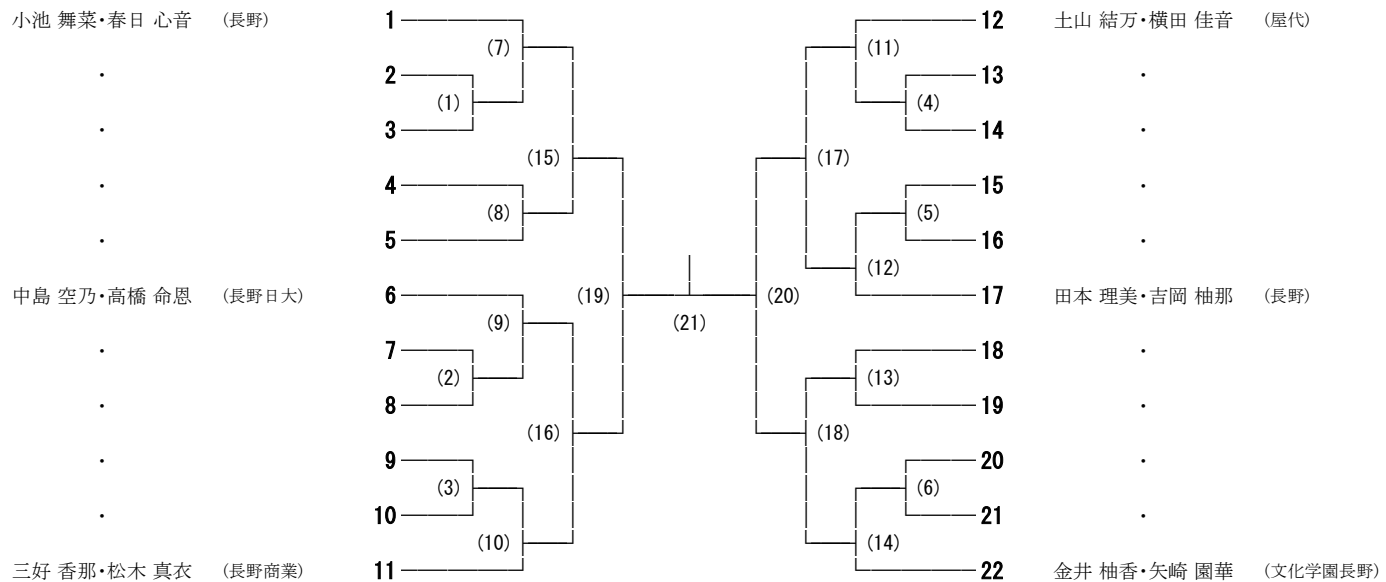 小池 舞菜・春日 心音 (長野) 1 12 土山 結万・横田 佳音 (屋代)
(7) (11)
・ 2 13 ・
(1) (4)
・ 3 14 ・
(15) (17)
・ 4 15 ・
(8) (5)
・ 5 16 ・
(12)
中島 空乃・高橋 命恩 (長野日大) 6 (19) (20) 17 田本 理美・吉岡 柚那 (長野)
(9) (21)
・ 7 18 ・
(2) (13)
・ 8 19 ・
(16) (18)
・ 9 20 ・
(3) (6)
・ 10 21 ・
(10) (14)
三好 香那・松木 真衣 (長野商業) 11 22 金井 柚香・矢崎 園華 (文化学園長野)